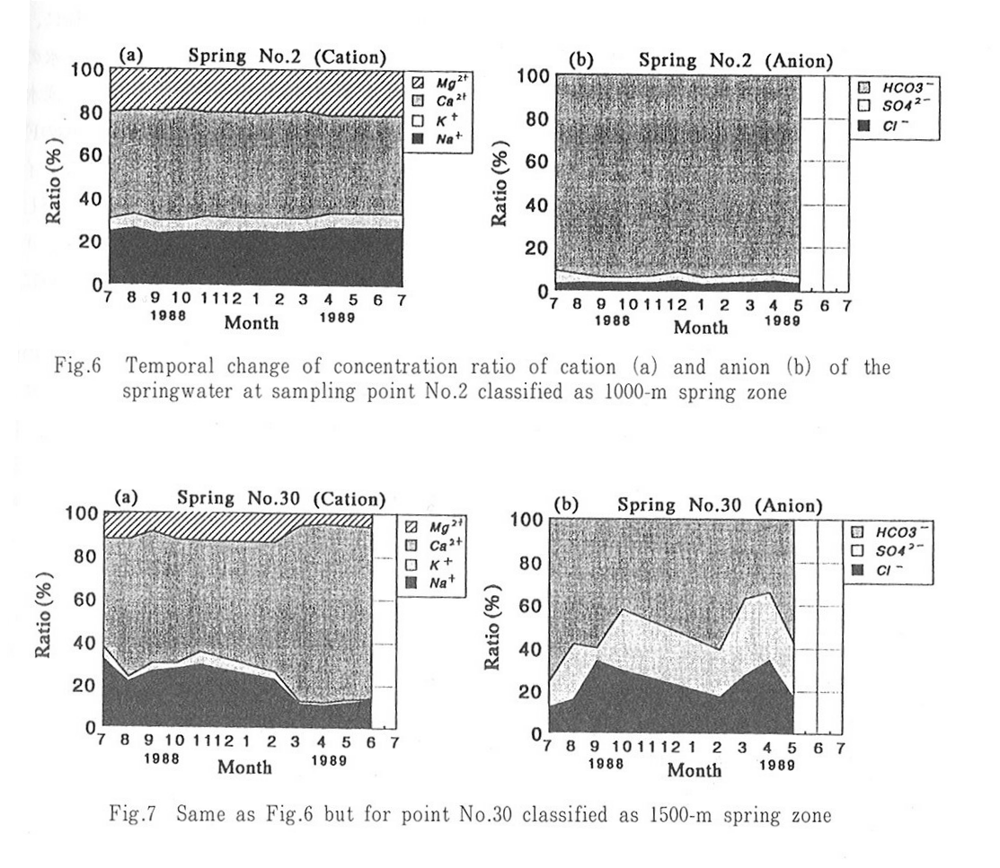 (a) Spring No.2 (Cation)
Ratio (%)
100
80
60
40
20
0
7 8 9 10 11 12 1 2 3 4 5 6 7
1988 1989
Month
Mg²⁺
Ca²⁺
K⁺
Na⁺
(b) Spring No.2 (Anion)
Ratio (%)
100
80
60
40
20
0
7 8 9 10 11 12 1 2 3 4 5 6 7
1988 1989
Month
HCO3⁻
SO4²⁻
Cl⁻
Fig.6 Temporal change of concentration ratio of cation (a) and anion (b) of the
springwater at sampling point No.2 classified as 1000-m spring zone
(a) Spring No.30 (Cation)
Ratio (%)
100
80
60
40
20
0
7 8 9 10 11 12 1 2 3 4 5 6 7
1988 1989
Month
Mg²⁺
Ca²⁺
K⁺
Na⁺
(b) Spring No.30 (Anion)
Ratio (%)
100
80
60
40
20
0
7 8 9 10 11 12 1 2 3 4 5 6 7
1988 1989
Month
HCO3⁻
SO4²⁻
Cl⁻
Fig.7 Same as Fig.6 but for point No.30 classified as 1500-m spring zone